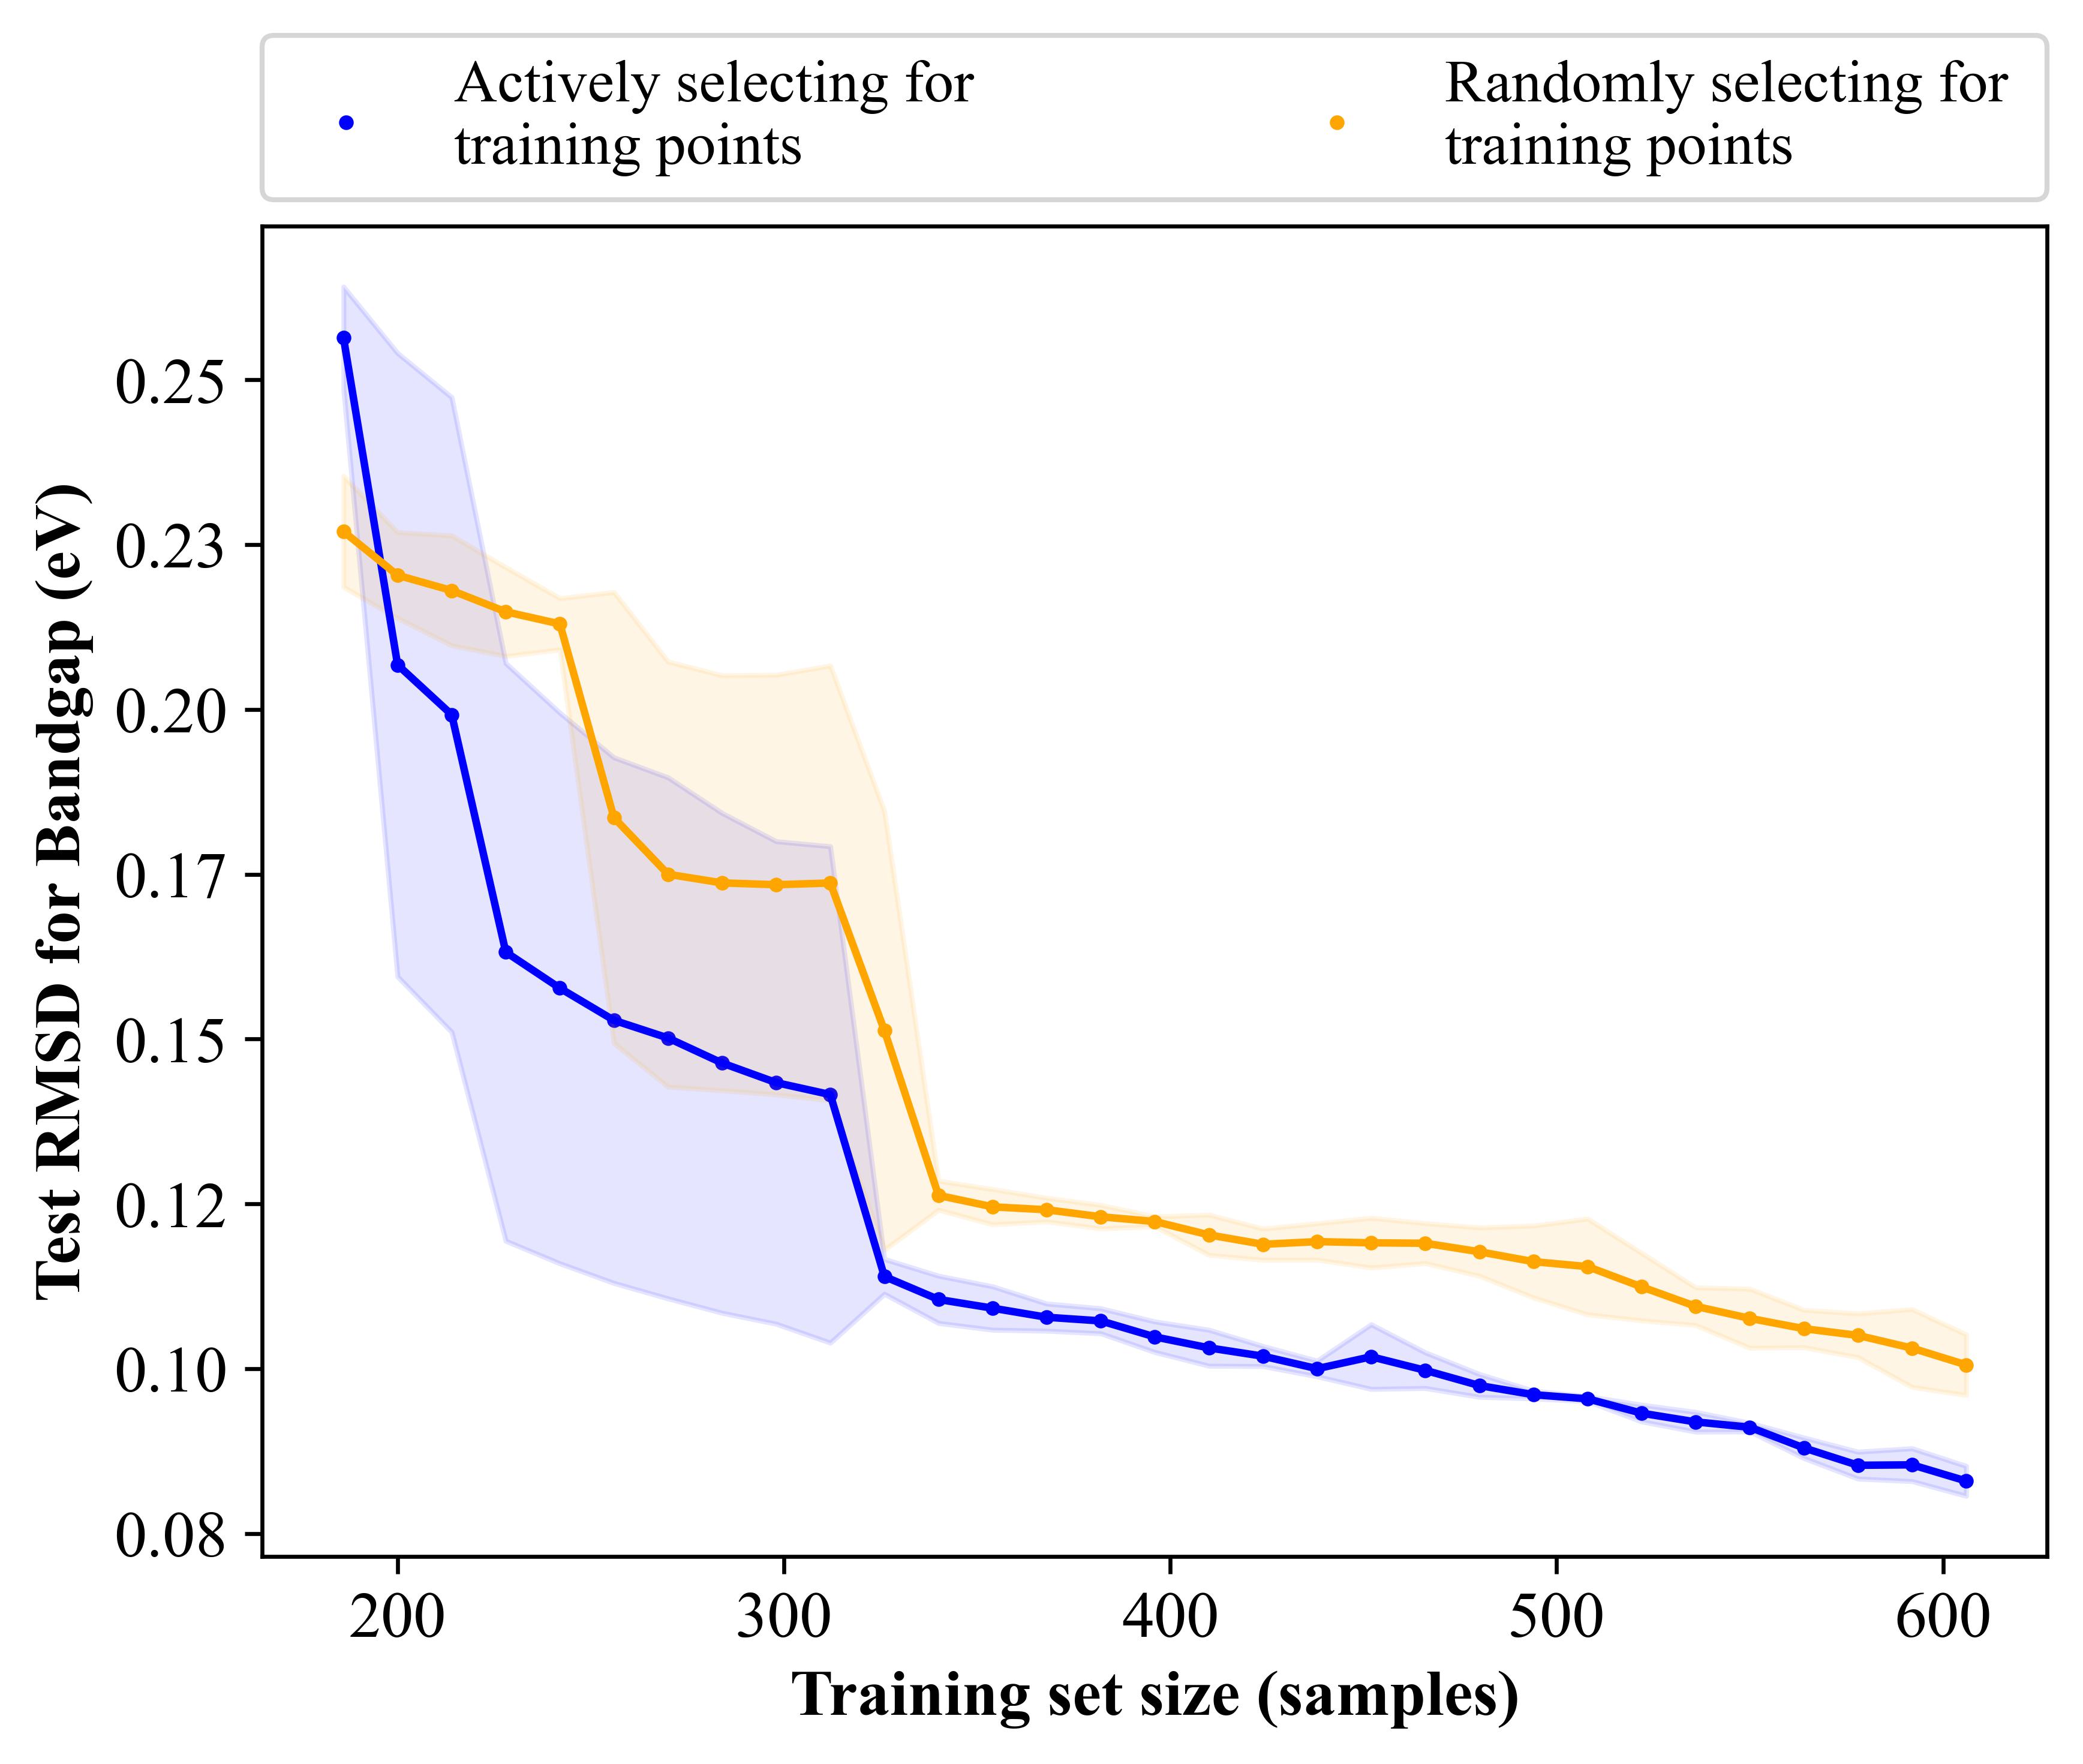 Actively selecting for
training points
Randomly selecting for
training points
Test RMSD for Bandgap (eV)
0.25
0.23
0.20
0.17
0.15
0.12
0.10
0.08
200 300 400 500 600
Training set size (samples)